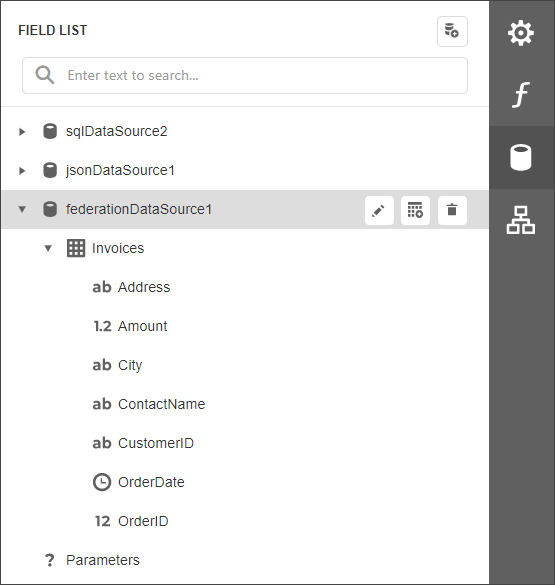 FIELD LIST
Enter text to search...
sqlDataSource2
jsonDataSource1
federationDataSource1
Invoices
ab Address
1.2 Amount
ab City
ab ContactName
ab CustomerID
OrderDate
12 OrderID
? Parameters